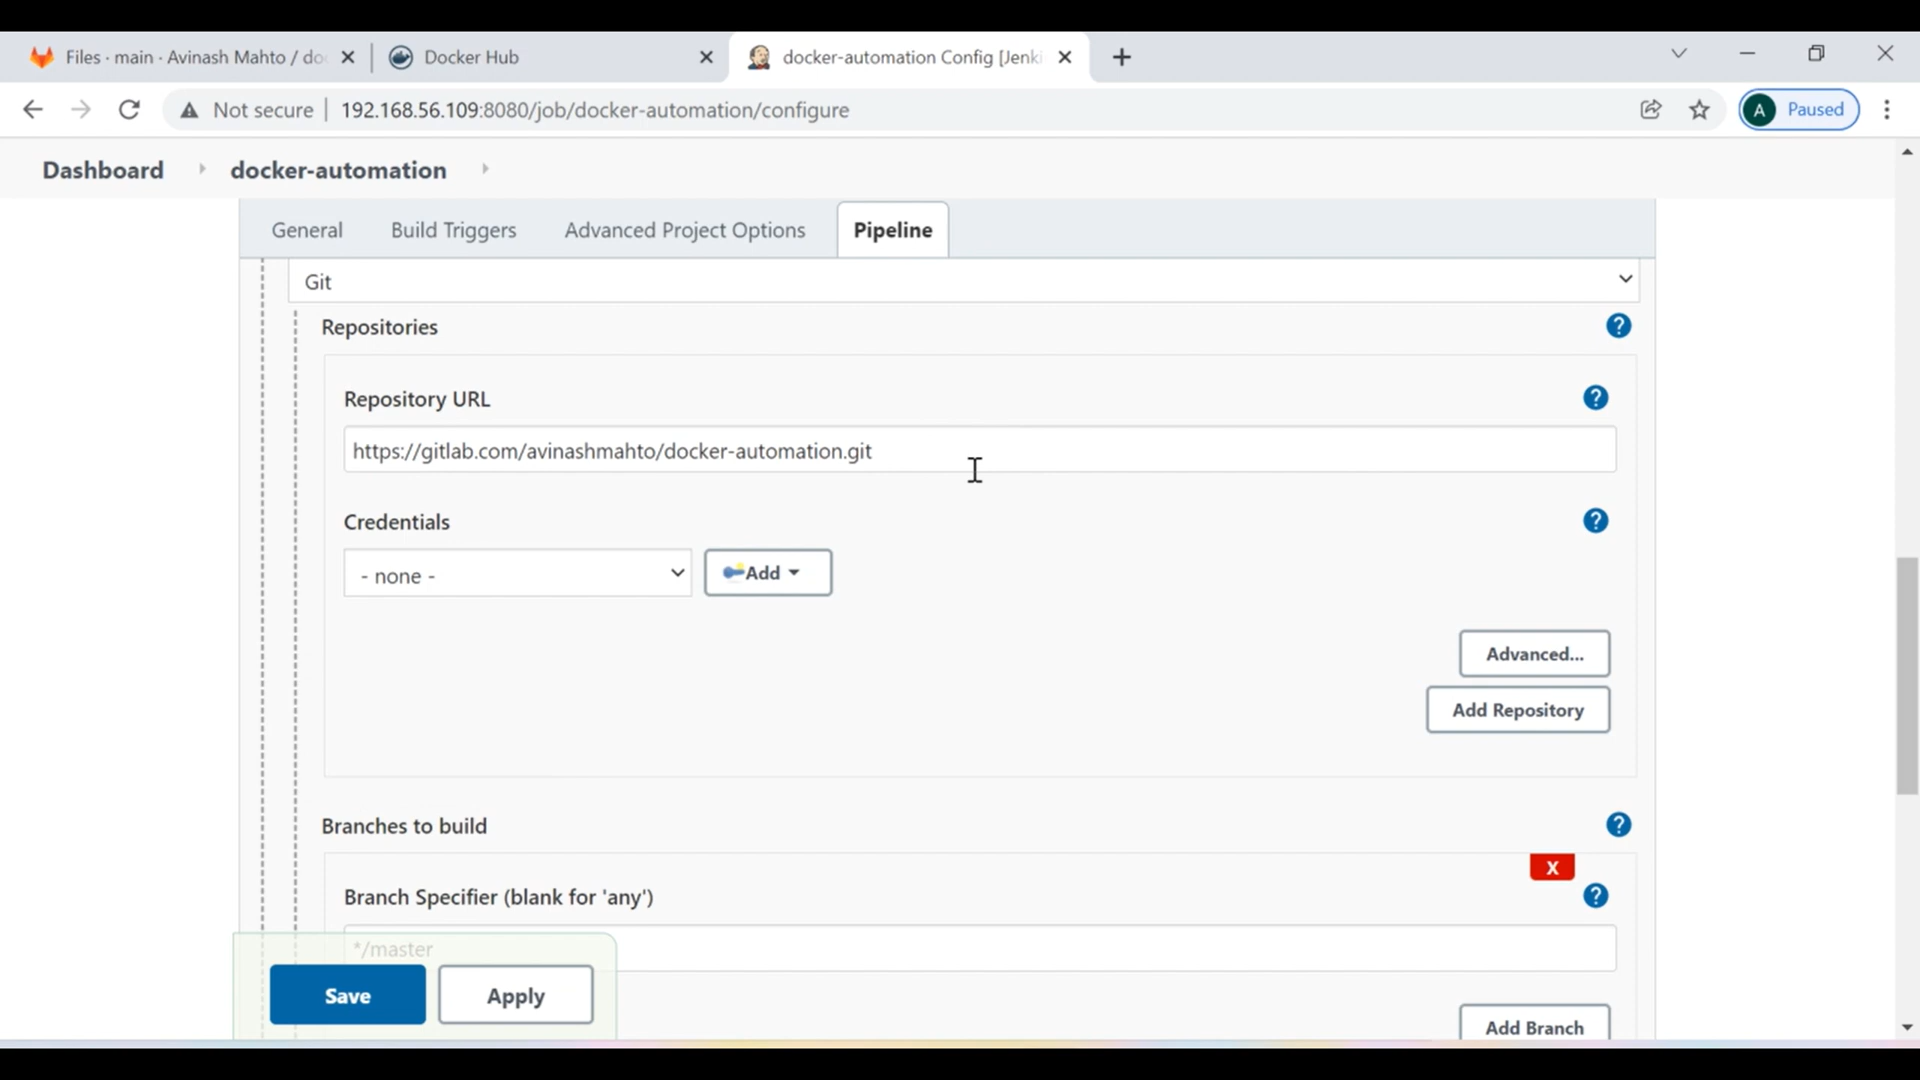 Files · main · Avinash Mahto / do
Docker Hub
docker-automation Config [Jenki
Not secure
192.168.56.109:8080/job/docker-automation/configure
A
Paused
Dashboard
docker-automation
General
Build Triggers
Advanced Project Options
Pipeline
Git
Repositories
?
Repository URL
?
https://gitlab.com/avinashmahto/docker-automation.git
Credentials
?
- none -
Add
Advanced...
Add Repository
Branches to build
?
X
Branch Specifier (blank for 'any')
?
*/master
Save
Apply
Add Branch